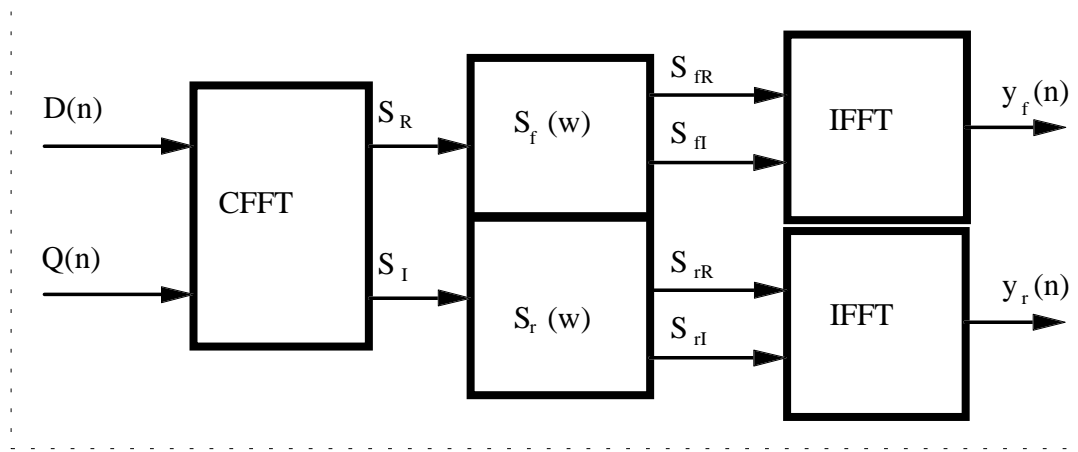 D(n)
Q(n)
CFFT
S R
S I
S f (w)
S r (w)
S fR
S fI
S rR
S rI
IFFT
IFFT
y f (n)
y r (n)